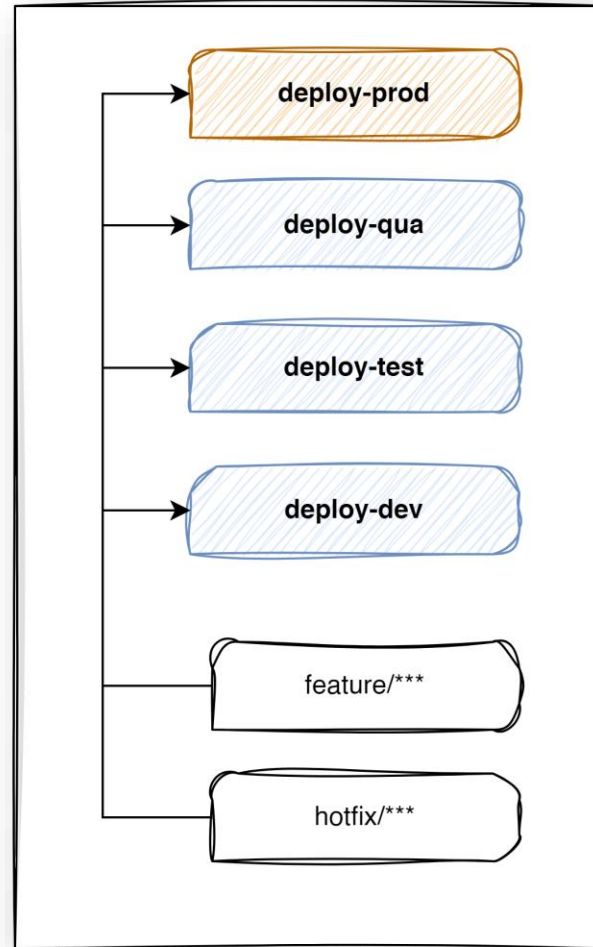 deploy-prod
deploy-qua
deploy-test
deploy-dev
feature/***
hotfix/***